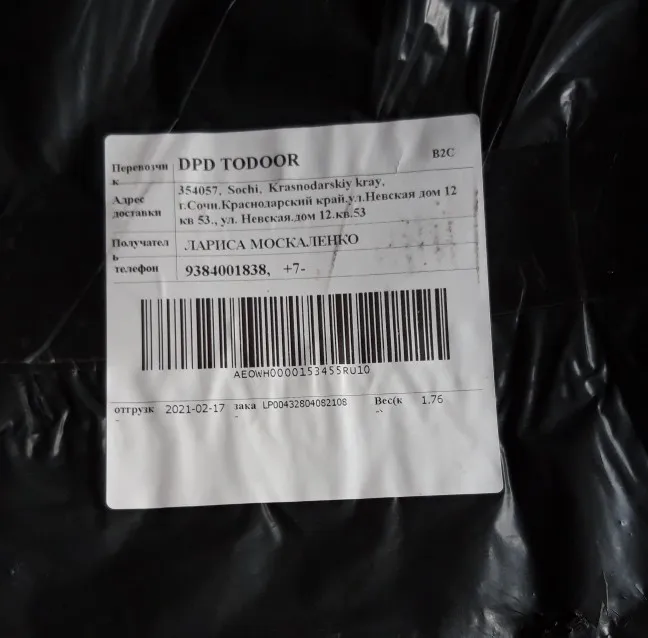 Перевозчи DPD TODOOR B2C
к
Адрес 354057, Sochi, Krasnodarskiy kray,
доставки г.Сочи.Краснодарский край.ул.Невская дом 12
кв 53., ул. Невская.дом 12.кв.53
Получател ЛАРИСА МОСКАЛЕНКО
ь
телефон 9384001838, +7-
AEOWH0000153455RU10
отгрузк 2021-02-17 зака LP00432804082108 Вес(к 1.76